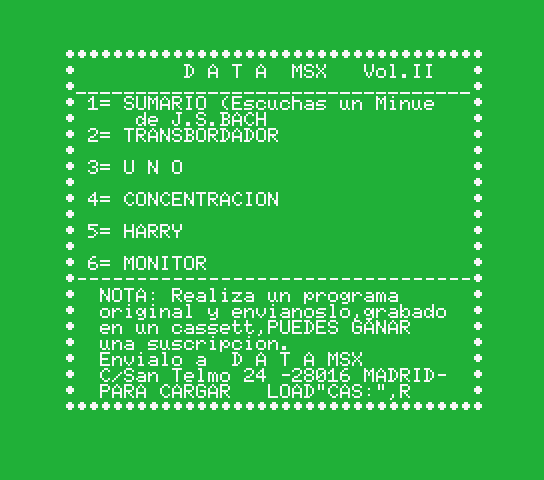 D A T A MSX Vol.II
1= SUMARIO (Escuchas un Minue
de J.S.BACH
2= TRANSBORDADOR
3= U N O
4= CONCENTRACION
5= HARRY
6= MONITOR
NOTA: Realiza un programa
original y envianoslo,grabado
en un cassett,PUEDES GANAR
una suscripcion.
Envialo a D A T A MSX
C/San Telmo 24 -28016 MADRID-
PARA CARGAR LOAD"CAS:",R